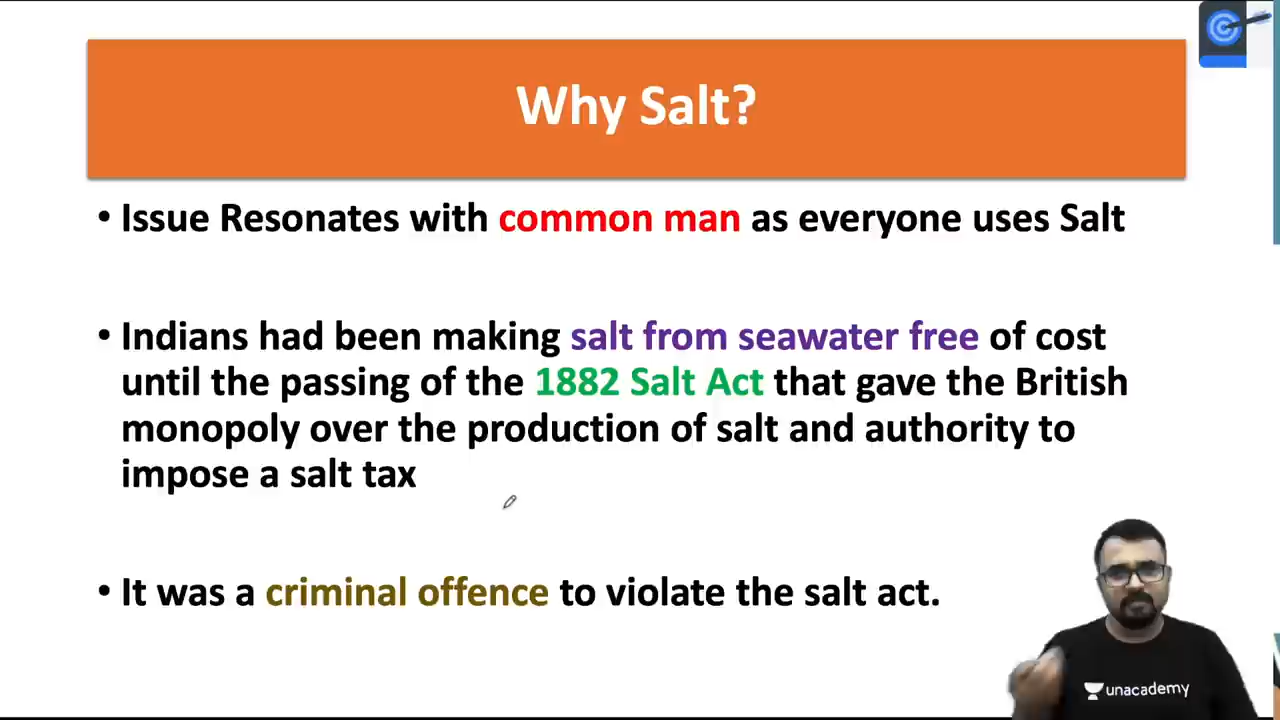 Why Salt?
• Issue Resonates with common man as everyone uses Salt
• Indians had been making salt from seawater free of cost
until the passing of the 1882 Salt Act that gave the British
monopoly over the production of salt and authority to
impose a salt tax
• It was a criminal offence to violate the salt act.
unacademy